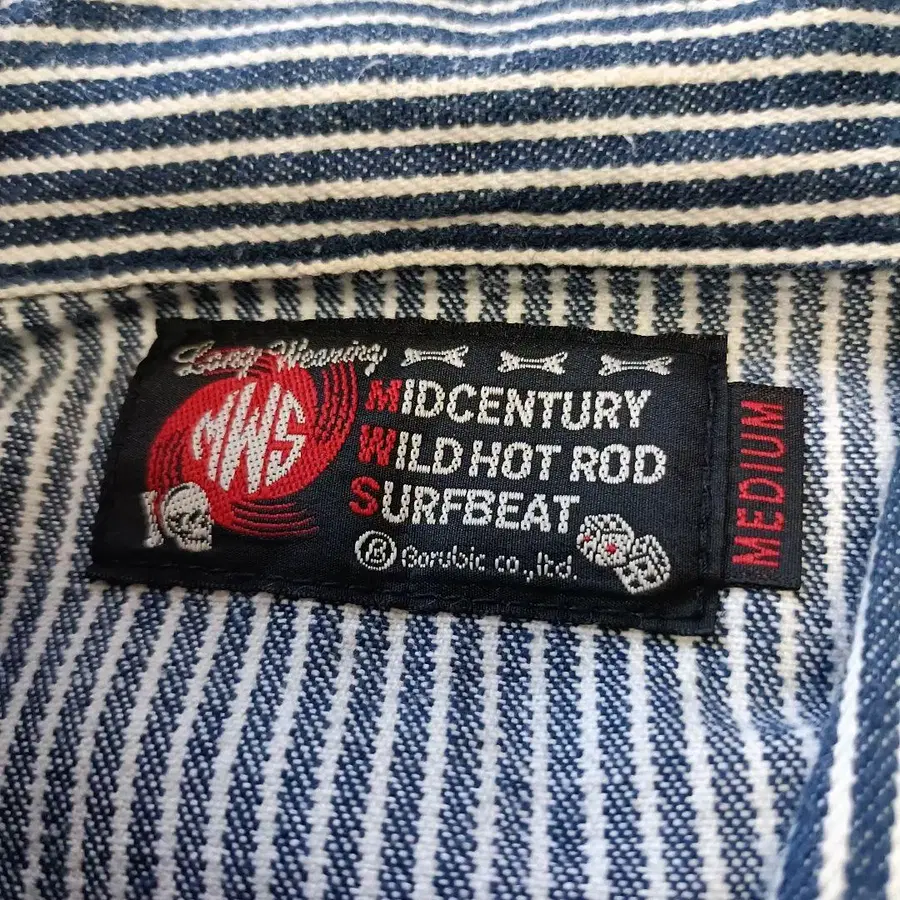 Long Wearing
MWS
MIDCENTURY
WILD HOT ROD
SURFBEAT
Ⓑ Borubic co.,ltd.
MEDIUM